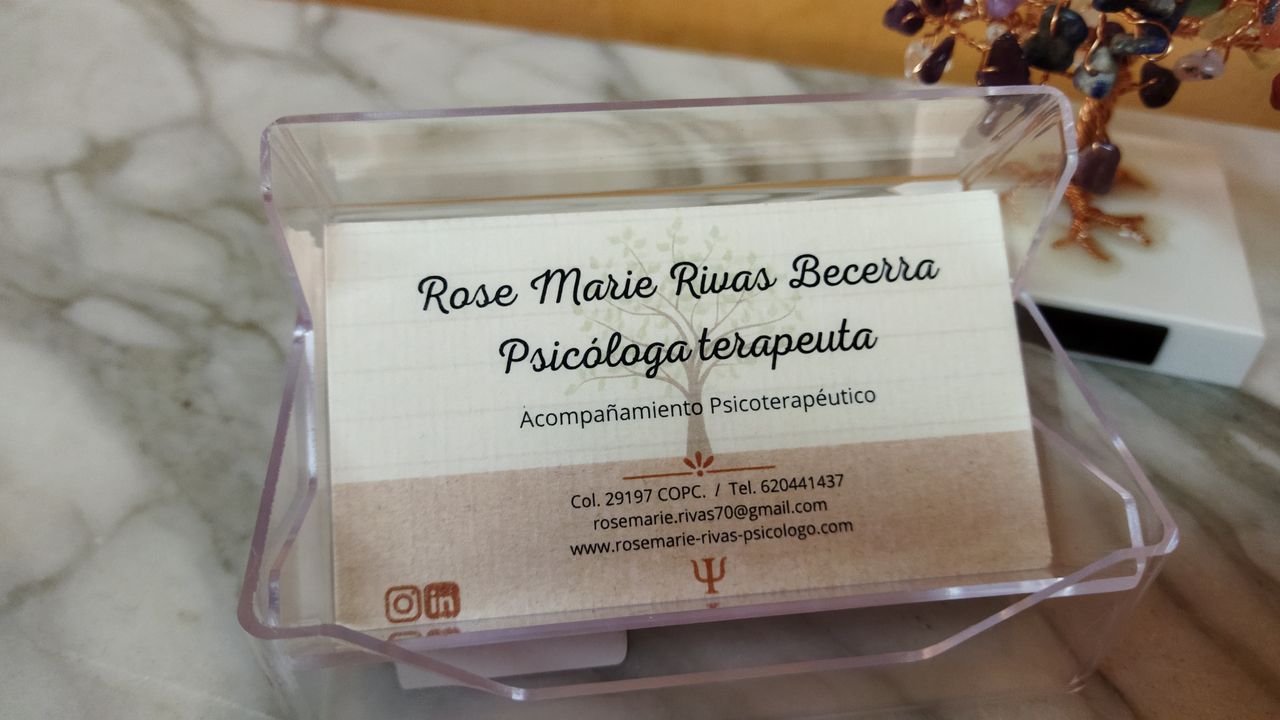 Rose Marie Rivas Becerra
Psicóloga terapeuta
Acompañamiento Psicoterapéutico
Col. 29197 COPC. / Tel. 620441437
rosemarie.rivas70@gmail.com
www.rosemarie-rivas-psicologo.com
Ψ
in